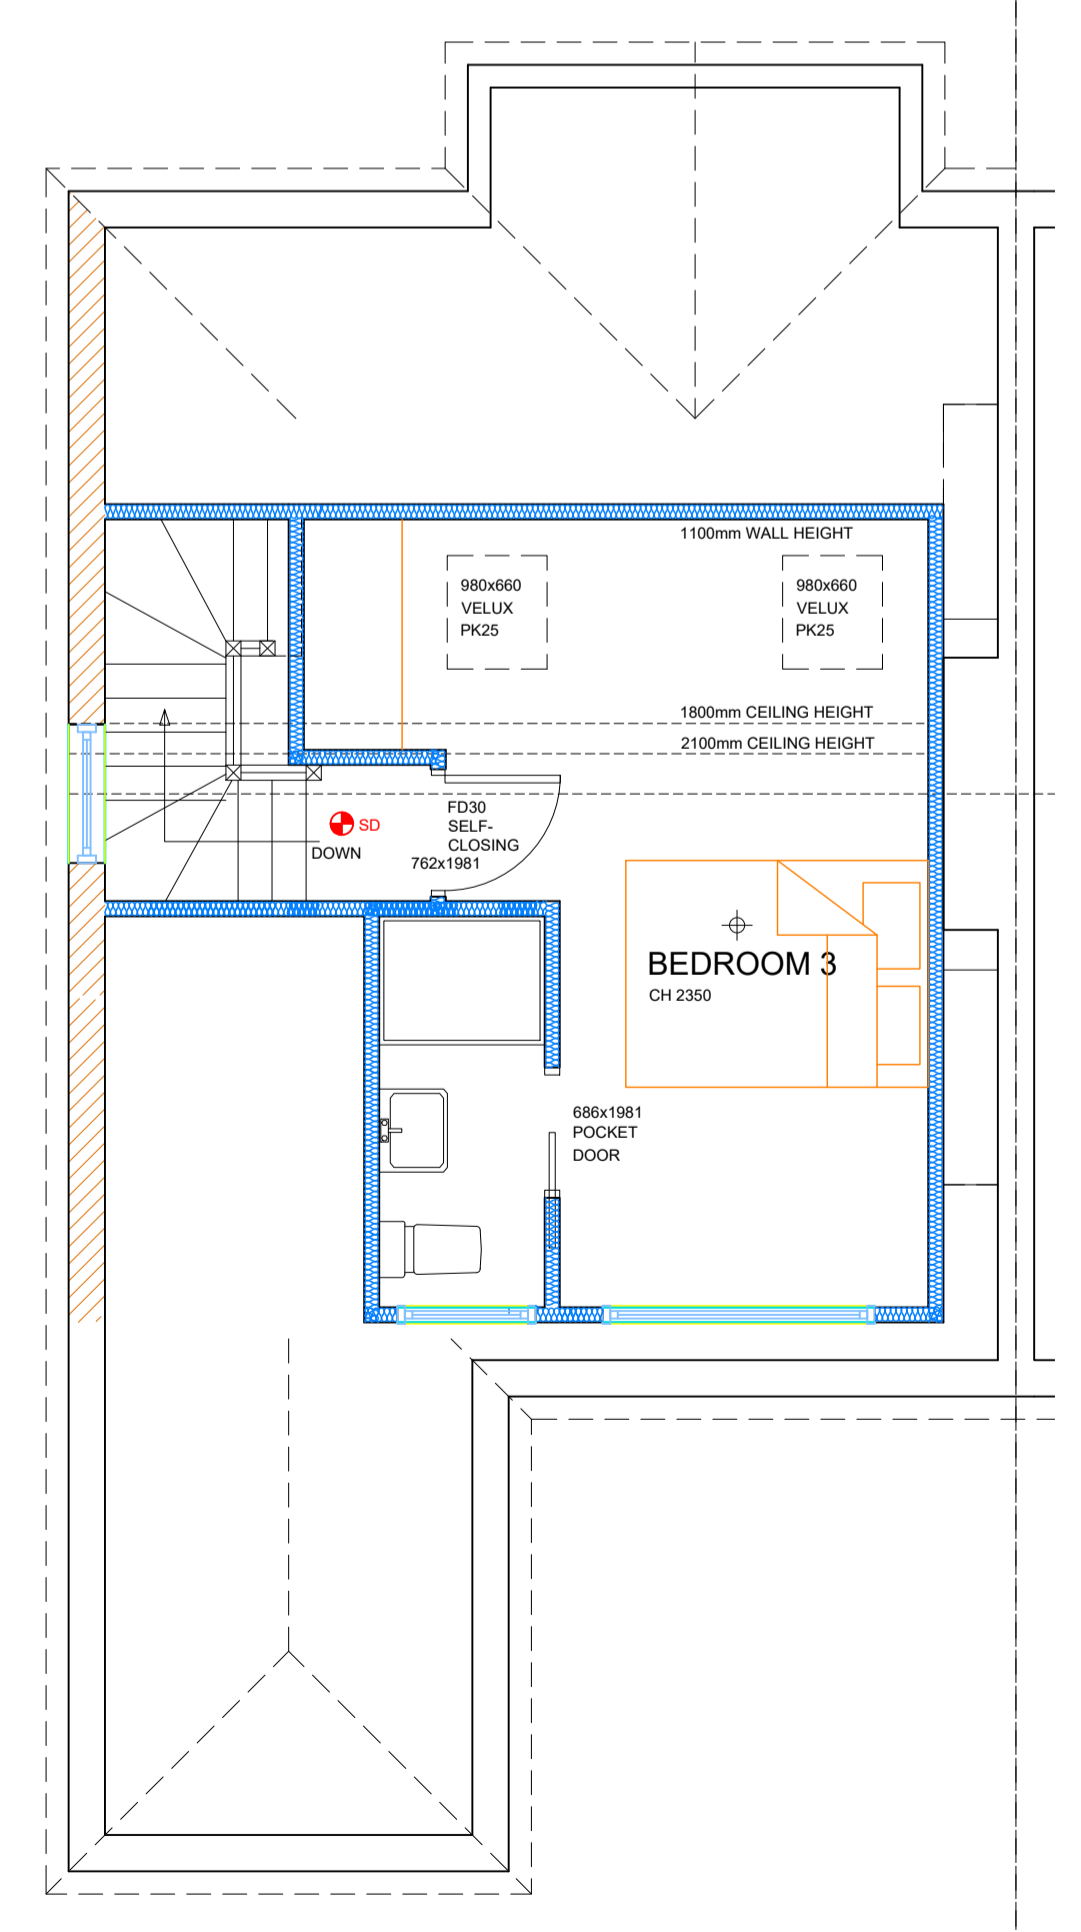 1100mm WALL HEIGHT
980x660
VELUX
PK25
980x660
VELUX
PK25
1800mm CEILING HEIGHT
2100mm CEILING HEIGHT
FD30
SELF-
CLOSING
762x1981
SD
DOWN
BEDROOM 3
CH 2350
686x1981
POCKET
DOOR